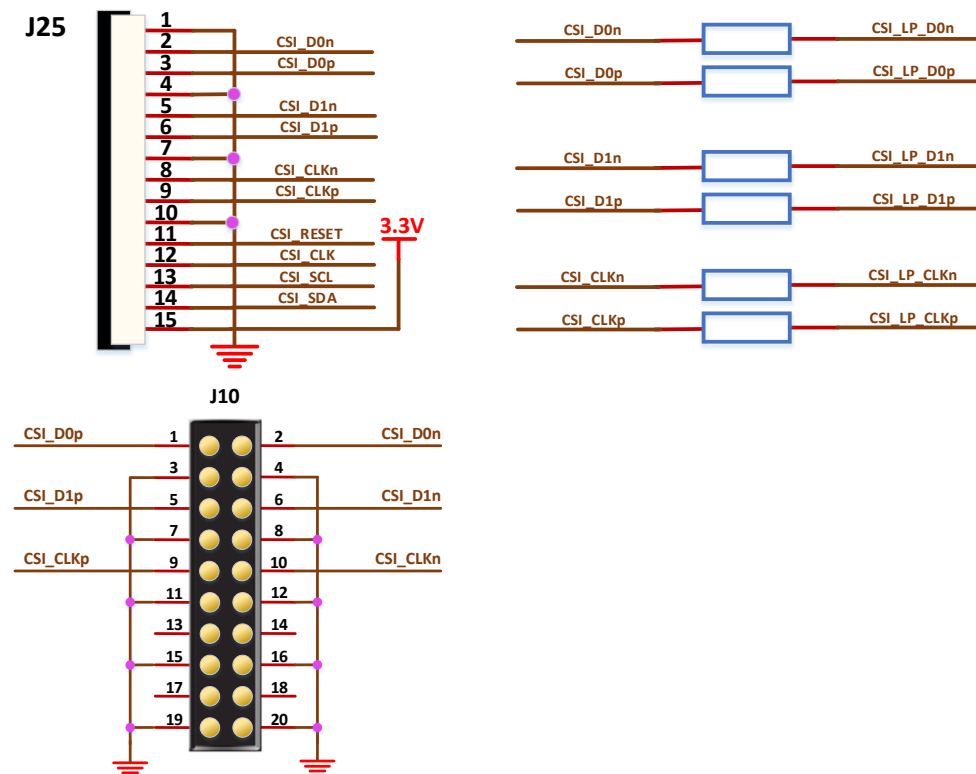 J25
1
2 CSI_D0n
3 CSI_D0p
4
5 CSI_D1n
6 CSI_D1p
7
8 CSI_CLKn
9 CSI_CLKp
10
11 CSI_RESET
12 CSI_CLK
13 CSI_SCL
14 CSI_SDA
15
3.3V
CSI_D0n CSI_LP_D0n
CSI_D0p CSI_LP_D0p
CSI_D1n CSI_LP_D1n
CSI_D1p CSI_LP_D1p
CSI_CLKn CSI_LP_CLKn
CSI_CLKp CSI_LP_CLKp
J10
CSI_D0p 1 2 CSI_D0n
3 4
CSI_D1p 5 6 CSI_D1n
7 8
CSI_CLKp 9 10 CSI_CLKn
11 12
13 14
15 16
17 18
19 20